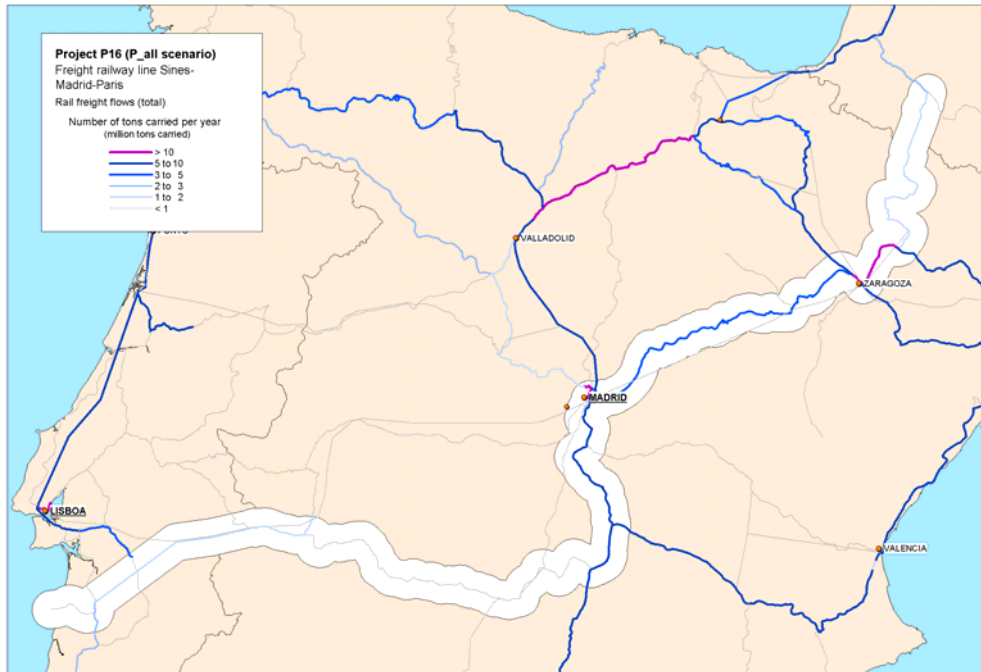 Project P16 (P_all scenario)
Freight railway line Sines-
Madrid-Paris
Rail freight flows (total)
Number of tons carried per year
(million tons carried)
> 10
5 to 10
3 to 5
2 to 3
1 to 2
< 1
VALLADOLID
ZARAGOZA
MADRID
LISBOA
VALENCIA